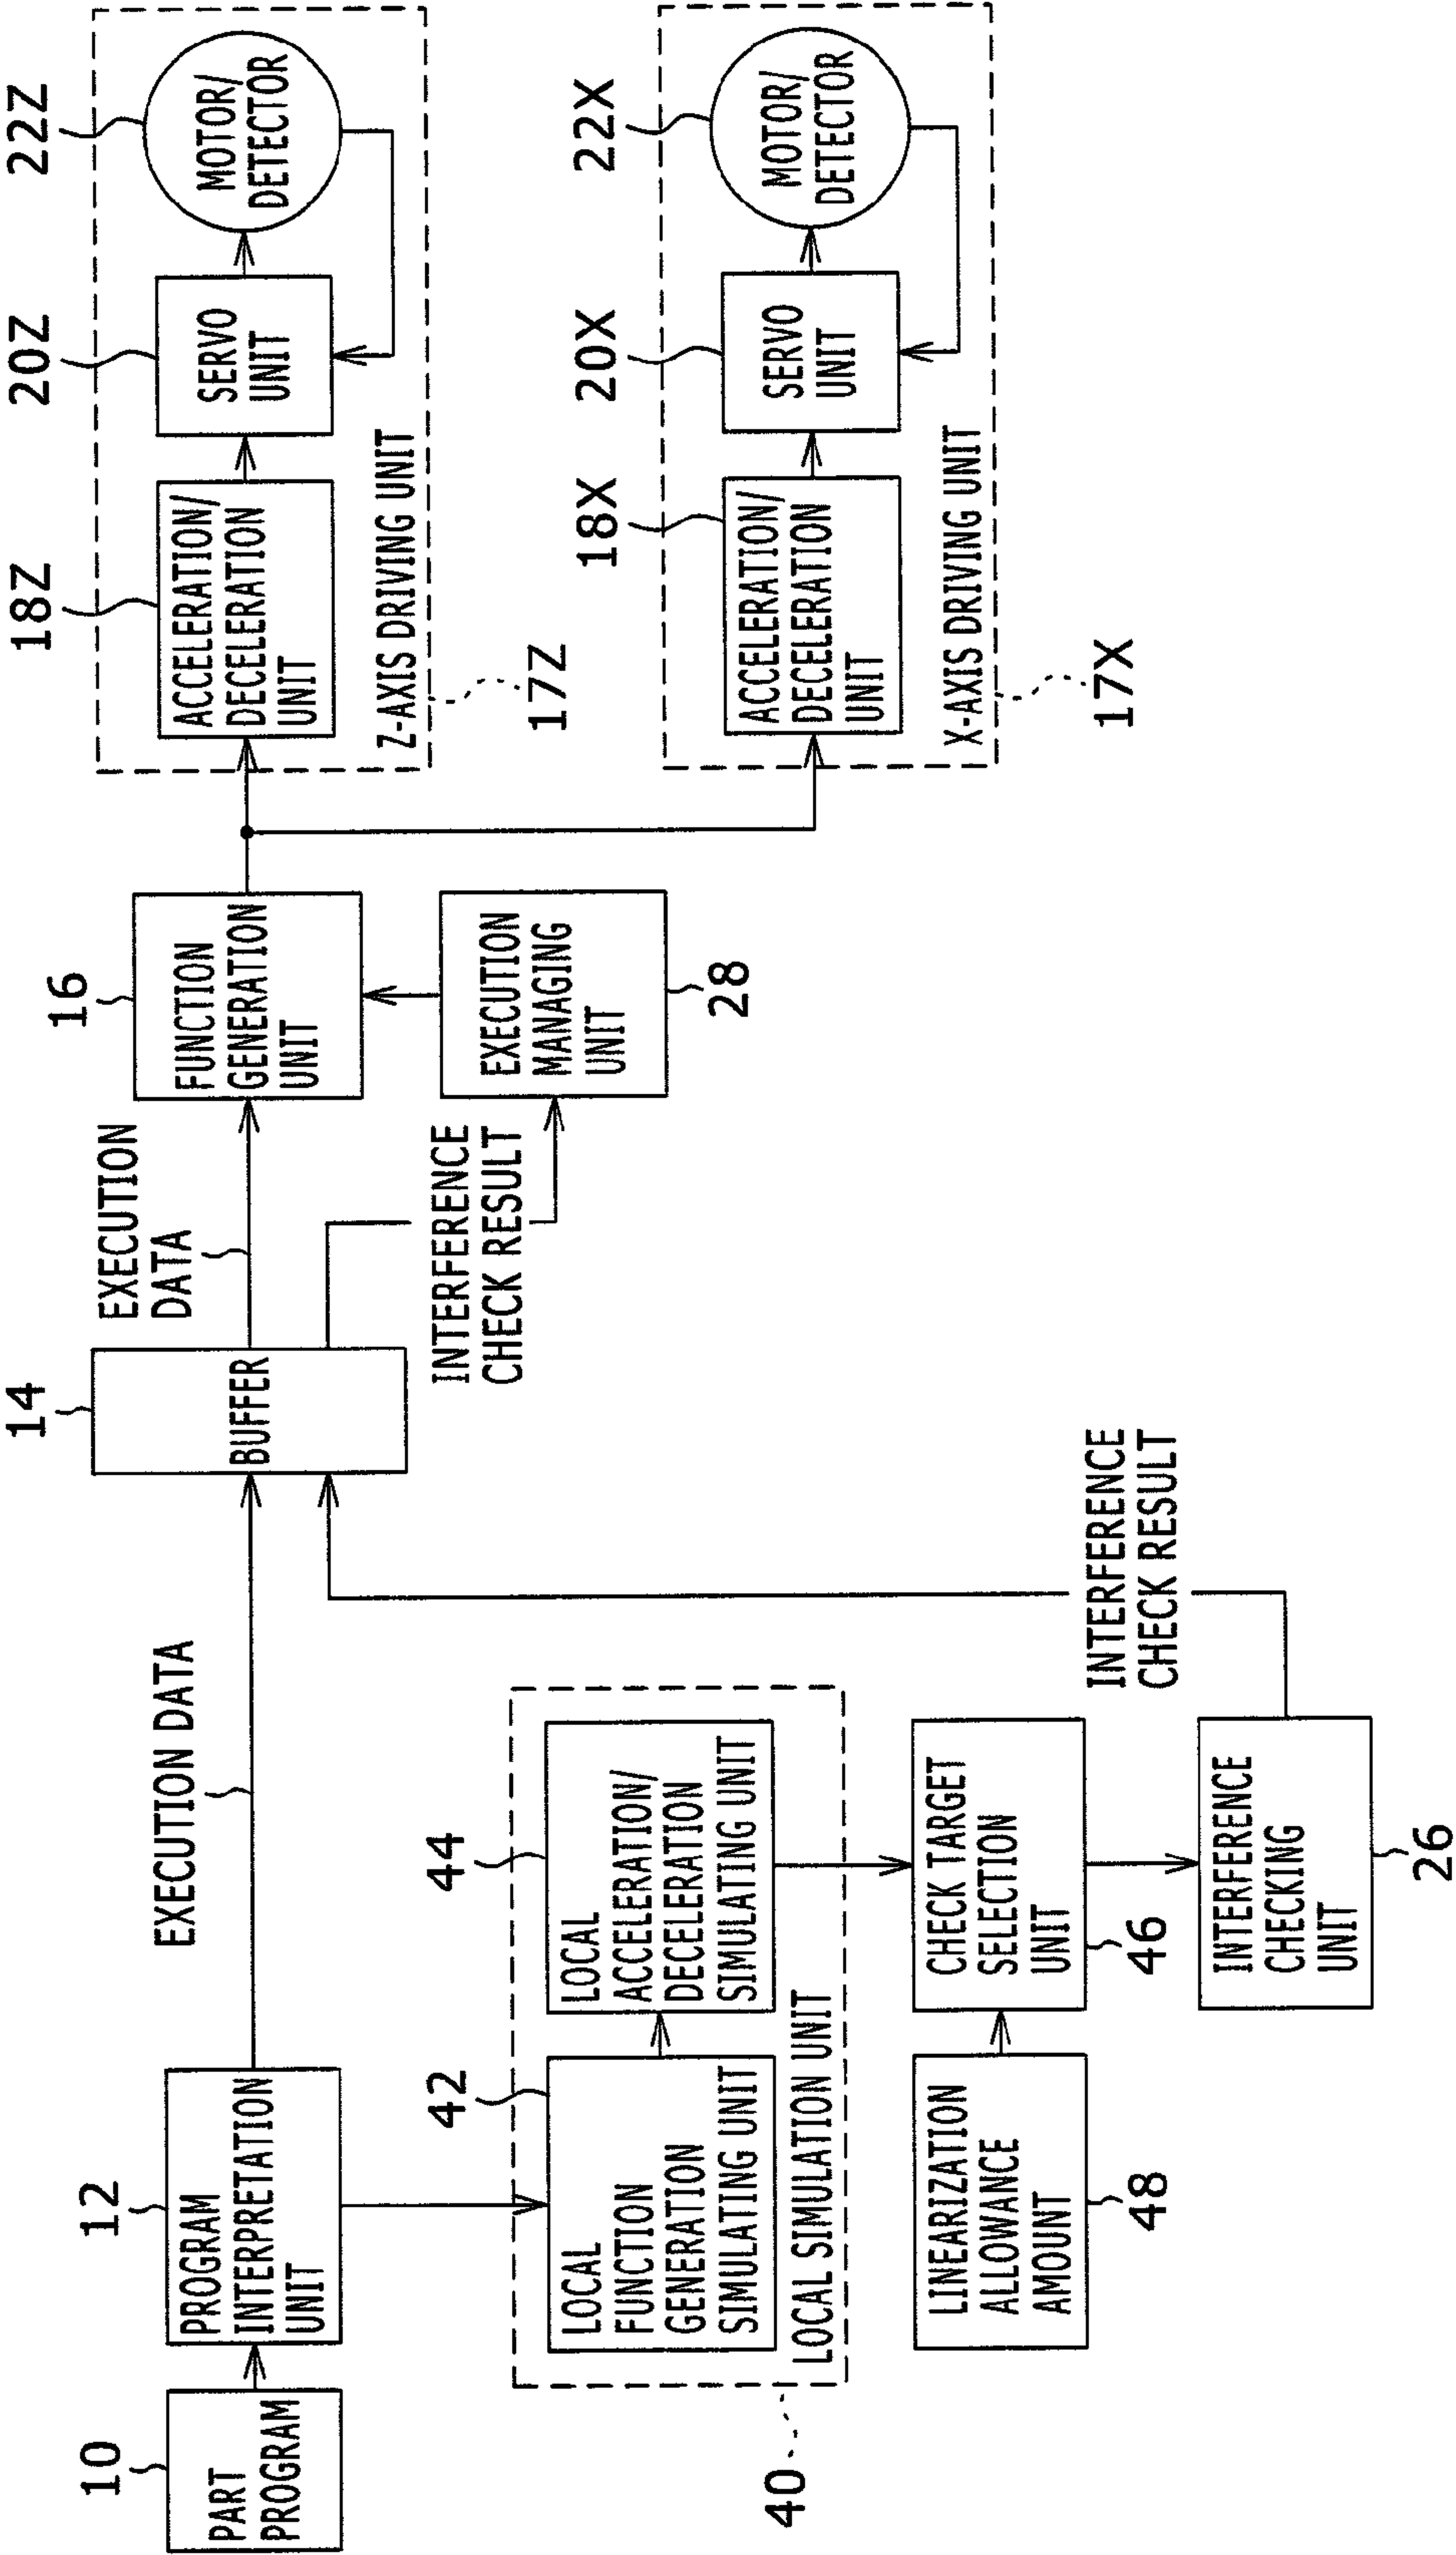 10
PART
PROGRAM
12
PROGRAM
INTERPRETATION
UNIT
EXECUTION DATA
14
BUFFER
EXECUTION
DATA
16
FUNCTION
GENERATION
UNIT
18Z
ACCELERATION/
DECELERATION
UNIT
20Z
SERVO
UNIT
22Z
MOTOR/
DETECTOR
Z-AXIS DRIVING UNIT
17Z
INTERFERENCE
CHECK RESULT
EXECUTION
MANAGING
UNIT
28
18X
ACCELERATION/
DECELERATION
UNIT
20X
SERVO
UNIT
22X
MOTOR/
DETECTOR
X-AXIS DRIVING UNIT
17X
42
LOCAL
FUNCTION
GENERATION
SIMULATING UNIT
44
LOCAL
ACCELERATION/
DECELERATION
SIMULATING UNIT
LOCAL SIMULATION UNIT
40
LINEARIZATION
ALLOWANCE
AMOUNT
48
CHECK TARGET
SELECTION
UNIT
46
INTERFERENCE
CHECK RESULT
INTERFERENCE
CHECKING
UNIT
26